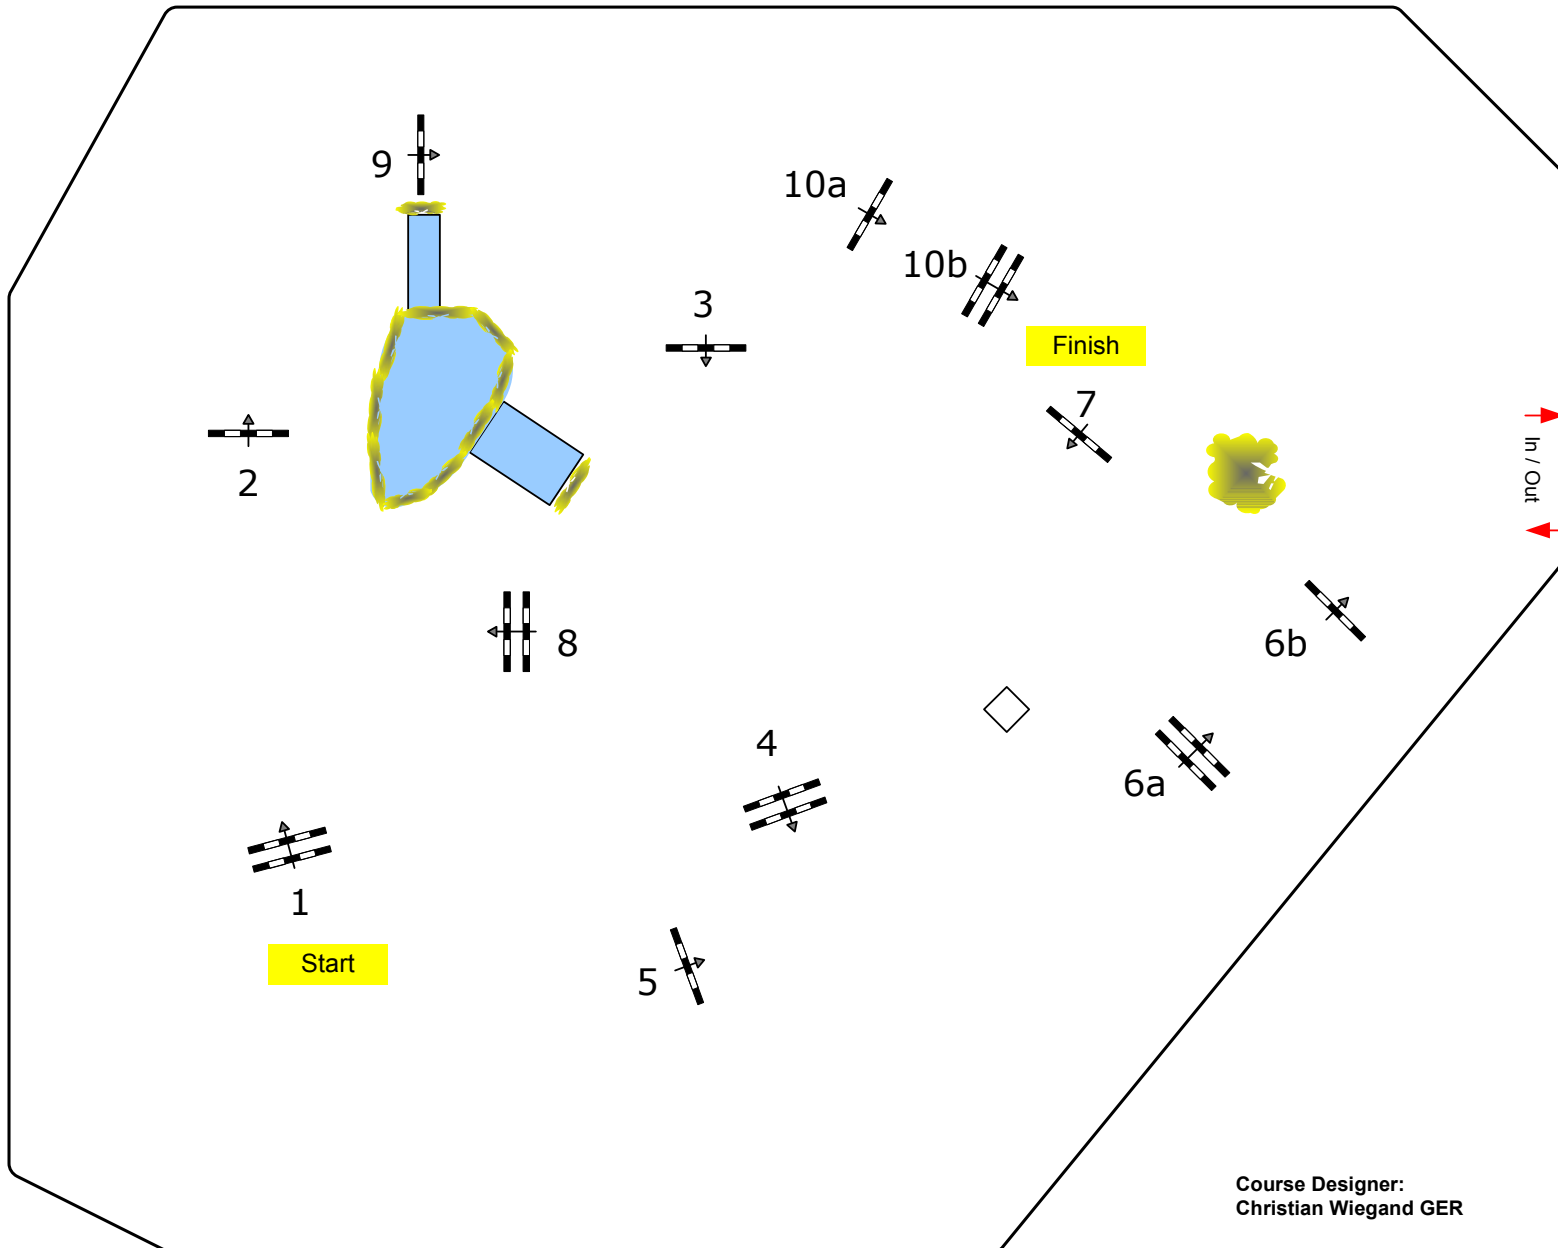 9
10a
10b
3
Finish
7
2
In / Out
8
6b
4
6a
1
5
Start
Course Designer:
Christian Wiegand GER